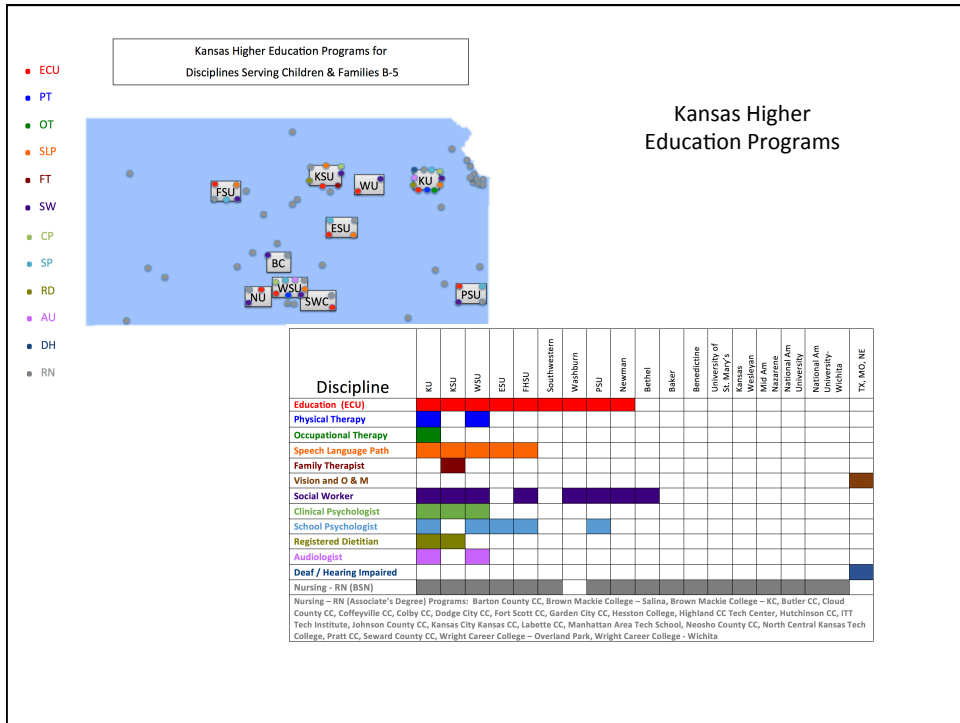 Kansas Higher Education Programs for
Disciplines Serving Children & Families B-5
Kansas Higher
Education Programs
ECU
PT
OT
SLP
FT
SW
CP
SP
RD
AU
DH
RN
FSU
KSU
WU
KU
ESU
BC
WSU
NU
SWC
PSU
Discipline
KU
KSU
WSU
ESU
FHSU
Southwestern
Washburn
PSU
Newman
Bethel
Baker
Benedictine
University of
St. Mary's
Kansas
Wesleyan
Mid Am
Nazarene
National Am
University
National Am
University-
Wichita
TX, MO, NE
Education (ECU)
Physical Therapy
Occupational Therapy
Speech Language Path
Family Therapist
Vision and O & M
Social Worker
Clinical Psychologist
School Psychologist
Registered Dietitian
Audiologist
Deaf / Hearing Impaired
Nursing - RN (BSN)
Nursing – RN (Associate's Degree) Programs: Barton County CC, Brown Mackie College – Salina, Brown Mackie College – KC, Butler CC, Cloud
County CC, Coffeyville CC, Colby CC, Dodge City CC, Fort Scott CC, Garden City CC, Hesston College, Highland CC Tech Center, Hutchinson CC, ITT
Tech Institute, Johnson County CC, Kansas City Kansas CC, Labette CC, Manhattan Area Tech School, Neosho County CC, North Central Kansas Tech
College, Pratt CC, Seward County CC, Wright Career College – Overland Park, Wright Career College - Wichita